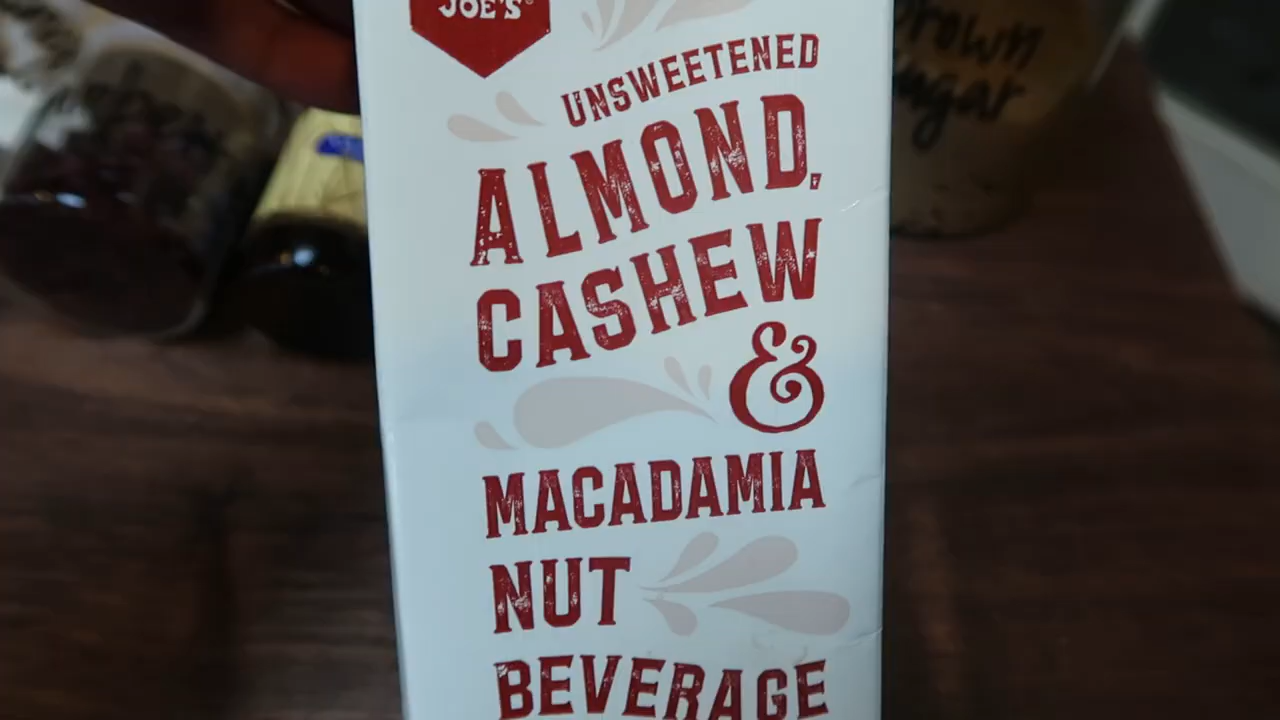 JOE'S®
UNSWEETENED
ALMOND,
CASHEW
&
MACADAMIA
NUT
BEVERAGE
Brown
Sugar